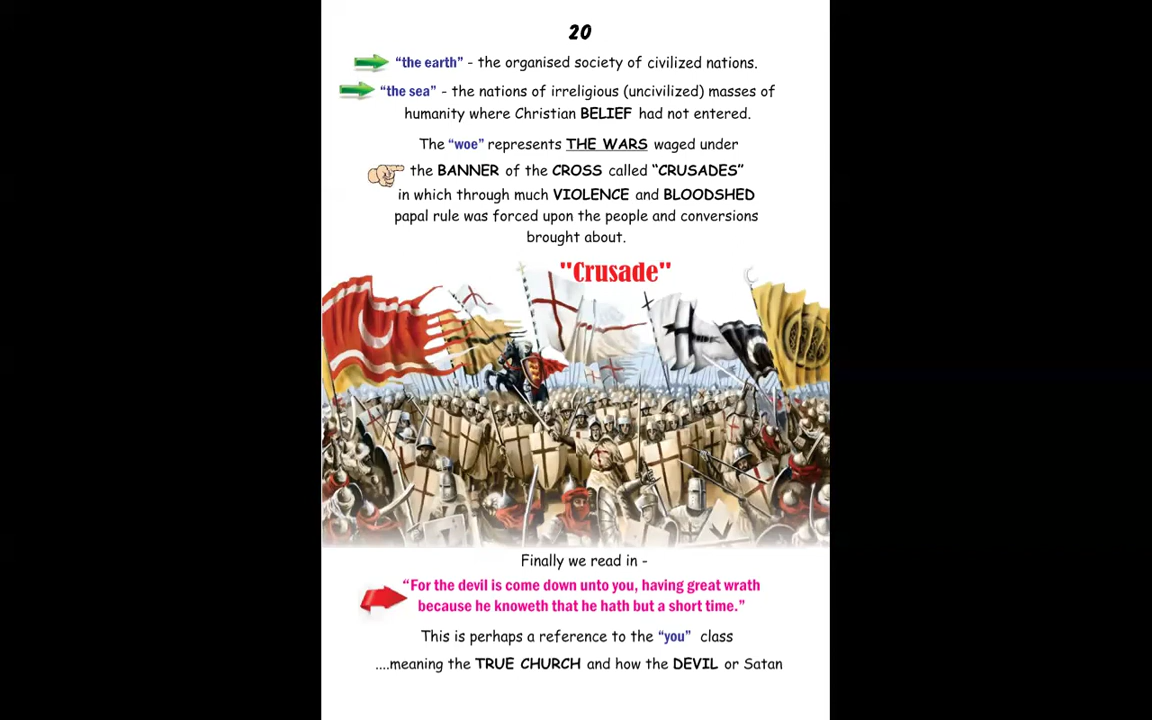 20
“the earth” - the organised society of civilized nations.
“the sea” - the nations of irreligious (uncivilized) masses of
humanity where Christian BELIEF had not entered.
The “woe” represents THE WARS waged under
the BANNER of the CROSS called “CRUSADES”
in which through much VIOLENCE and BLOODSHED
papal rule was forced upon the people and conversions
brought about.
"Crusade"
Finally we read in -
“For the devil is come down unto you, having great wrath
because he knoweth that he hath but a short time.”
This is perhaps a reference to the “you” class
....meaning the TRUE CHURCH and how the DEVIL or Satan